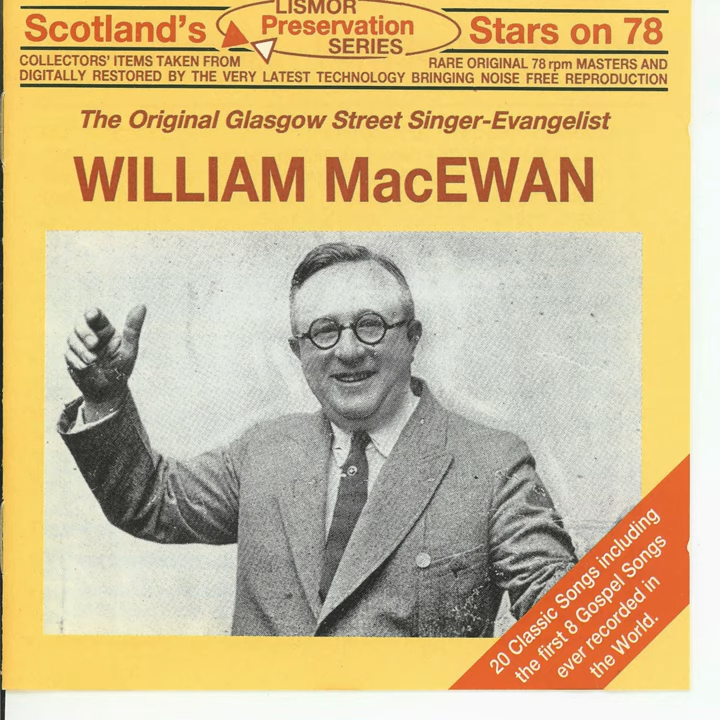 Scotland's
LISMOR
Preservation
SERIES
Stars on 78
COLLECTORS' ITEMS TAKEN FROM RARE ORIGINAL 78 rpm MASTERS AND
DIGITALLY RESTORED BY THE VERY LATEST TECHNOLOGY BRINGING NOISE FREE REPRODUCTION
The Original Glasgow Street Singer-Evangelist
WILLIAM MacEWAN
20 Classic Songs including
the first 8 Gospel Songs
ever recorded in
the World.